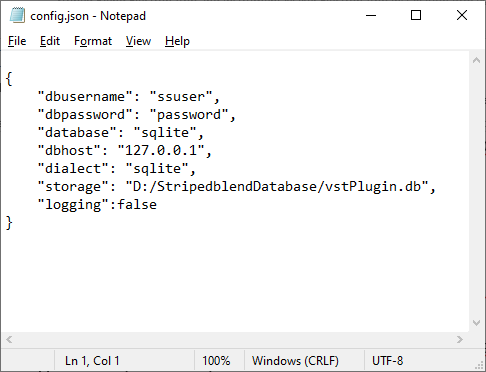 config.json - Notepad
File Edit Format View Help
{
"dbusername": "ssuser",
"dbpassword": "password",
"database": "sqlite",
"dbhost": "127.0.0.1",
"dialect": "sqlite",
"storage": "D:/StripedblendDatabase/vstPlugin.db",
"logging":false
}
Ln 1, Col 1 100% Windows (CRLF) UTF-8